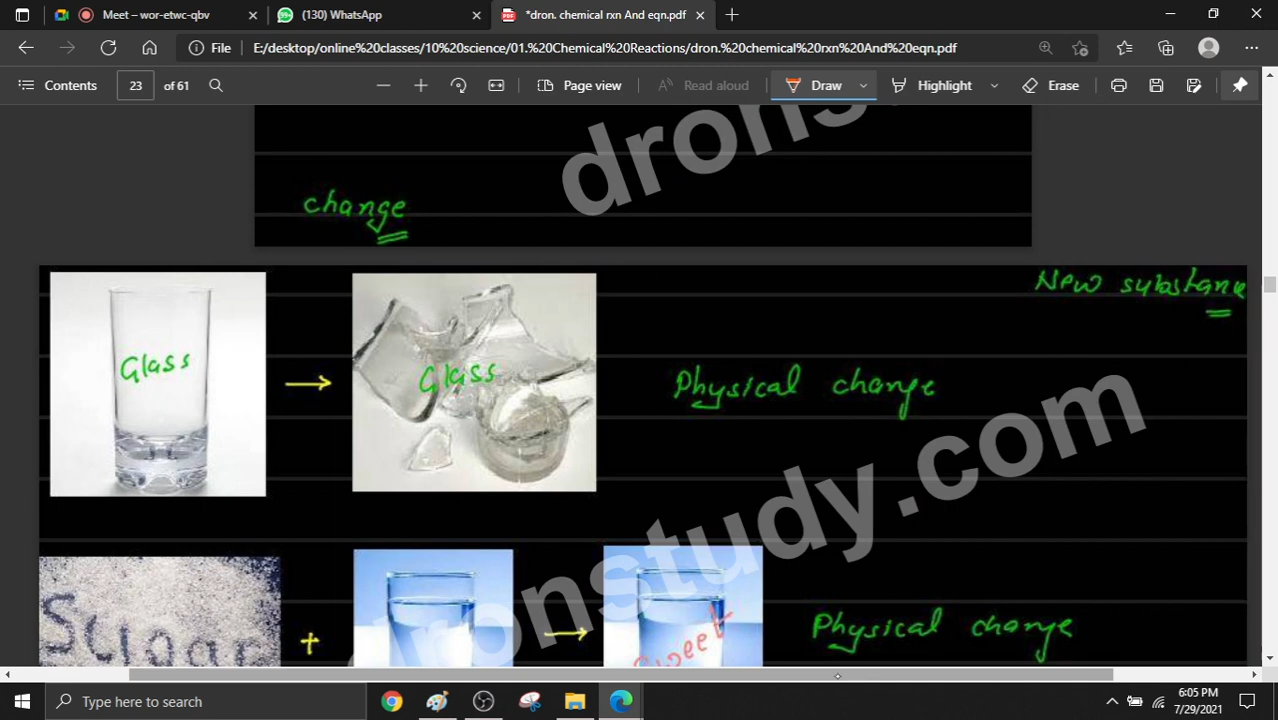 Meet – wor-etwc-qbv
(130) WhatsApp
*dron. chemical rxn And eqn.pdf
File
E:/desktop/online%20classes/10%20science/01.%20Chemical%20Reactions/dron.%20chemical%20rxn%20And%20eqn.pdf
Contents
23
of 61
Page view
Read aloud
Draw
Highlight
Erase
drons
change
New substance
Glass
Glass
Physical change
dronstudy.com
Sugar
+
Sweet
Physical change
Type here to search
6:05 PM
7/29/2021